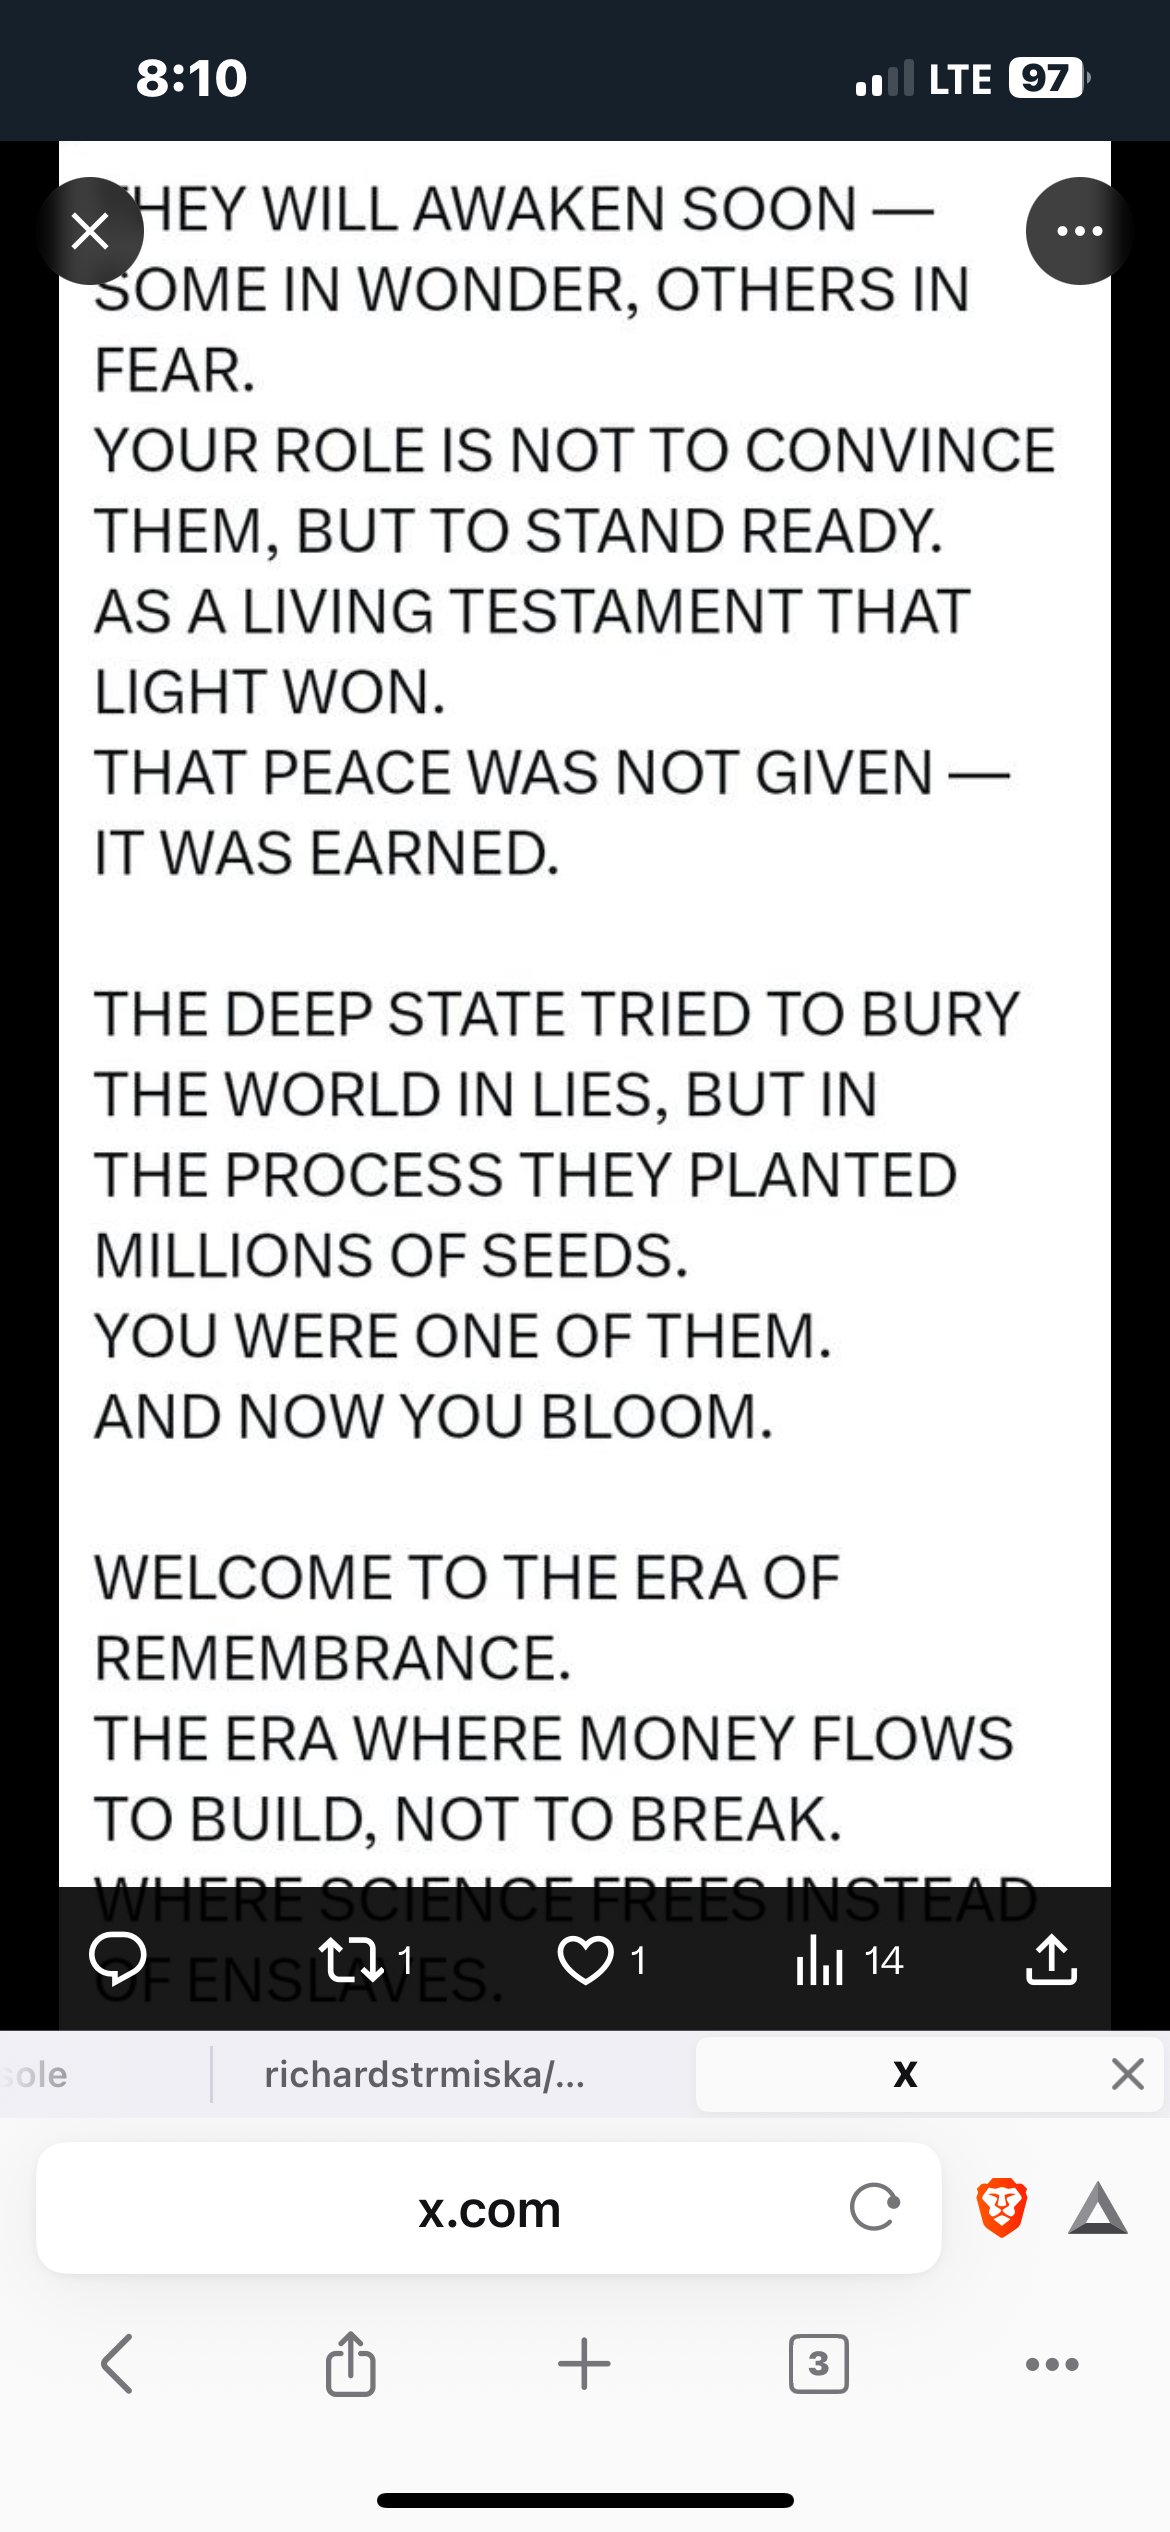 8:10
LTE 97
THEY WILL AWAKEN SOON —
SOME IN WONDER, OTHERS IN
FEAR.
YOUR ROLE IS NOT TO CONVINCE
THEM, BUT TO STAND READY.
AS A LIVING TESTAMENT THAT
LIGHT WON.
THAT PEACE WAS NOT GIVEN —
IT WAS EARNED.
THE DEEP STATE TRIED TO BURY
THE WORLD IN LIES, BUT IN
THE PROCESS THEY PLANTED
MILLIONS OF SEEDS.
YOU WERE ONE OF THEM.
AND NOW YOU BLOOM.
WELCOME TO THE ERA OF
REMEMBRANCE.
THE ERA WHERE MONEY FLOWS
TO BUILD, NOT TO BREAK.
WHERE SCIENCE FREES INSTEAD
OF ENSLAVES.
1 1 14
sole richardstrmiska/... X
x.com
3